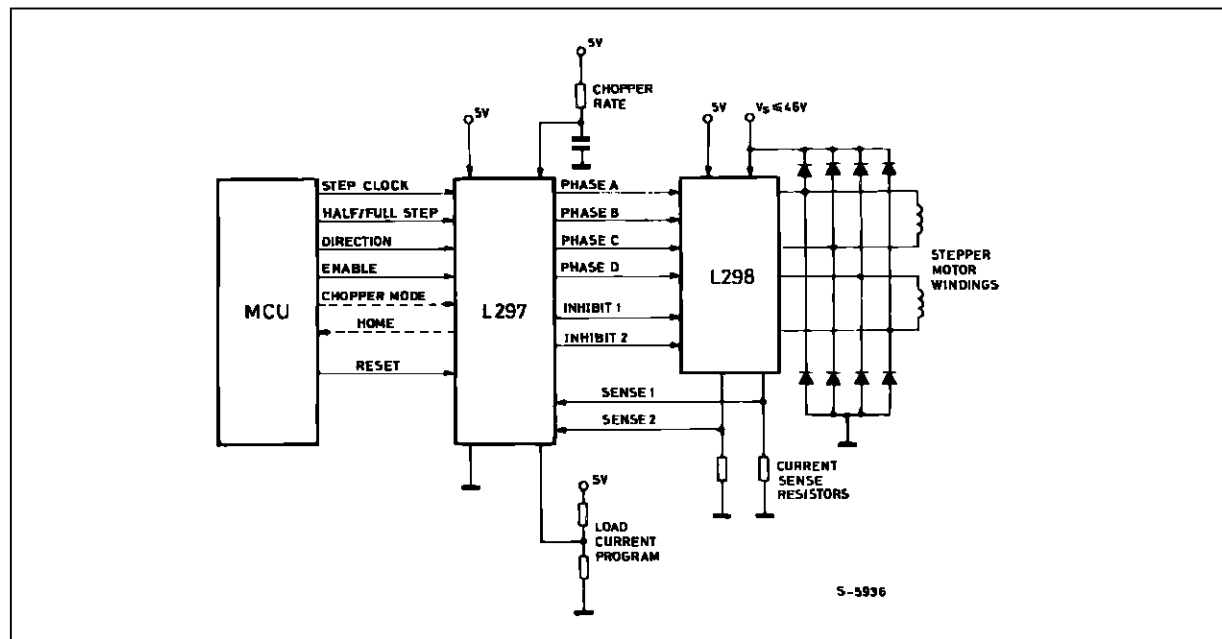 5V
CHOPPER
RATE
5V
5V
Vs ≤ 46V
MCU
STEP CLOCK
HALF/FULL STEP
DIRECTION
ENABLE
CHOPPER MODE
HOME
RESET
L297
PHASE A
PHASE B
PHASE C
PHASE D
INHIBIT 1
INHIBIT 2
SENSE 1
SENSE 2
L298
STEPPER
MOTOR
WINDINGS
CURRENT
SENSE
RESISTORS
5V
LOAD
CURRENT
PROGRAM
S-5936